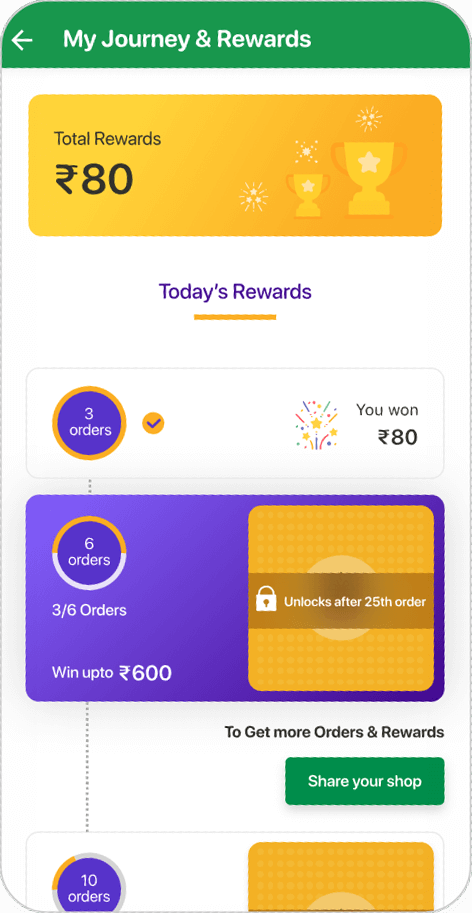 My Journey & Rewards
Total Rewards
₹80
Today's Rewards
3
orders
You won
₹80
6
orders
3/6 Orders
Unlocks after 25th order
Win upto ₹600
To Get more Orders & Rewards
Share your shop
10
orders